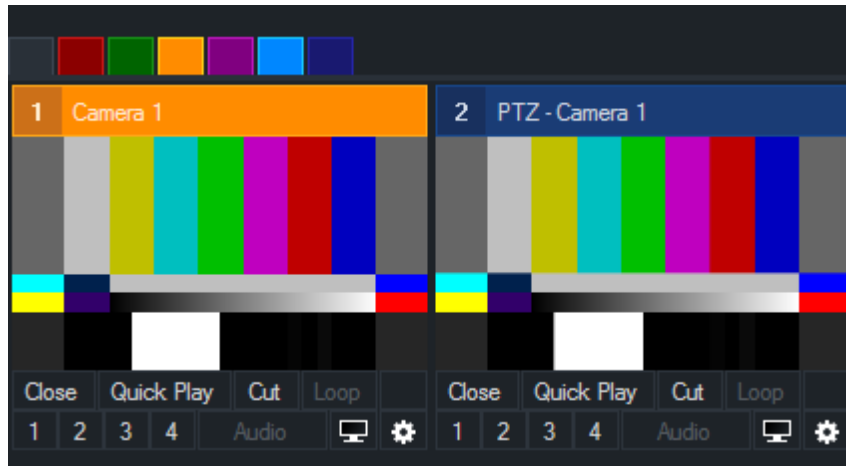 1 Camera 1
2 PTZ - Camera 1
Close Quick Play Cut Loop
Close Quick Play Cut Loop
1 2 3 4 Audio
1 2 3 4 Audio